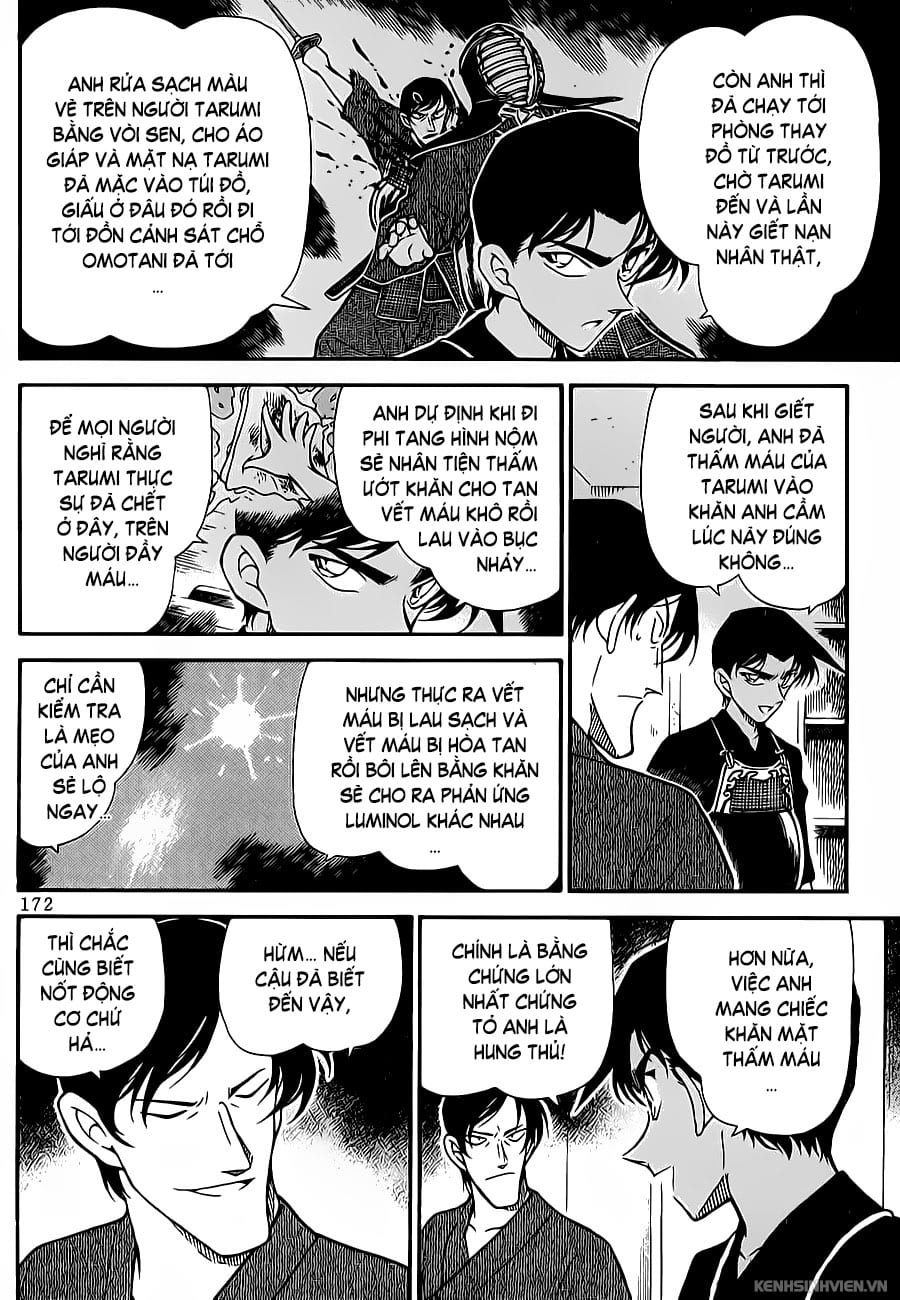 CÒN ANH THÌ
ĐÃ CHẠY TỚI
PHÒNG THAY
ĐỒ TỪ TRƯỚC,
CHỜ TARUMI
ĐẾN VÀ LẦN
NÀY GIẾT NẠN
NHÂN THẬT,
ANH RỬA SẠCH MÀU
VẼ TRÊN NGƯỜI TARUMI
BẰNG VÒI SEN, CHO ÁO
GIÁP VÀ MẶT NẠ TARUMI
ĐÃ MẶC VÀO TÚI ĐỒ,
GIẤU Ở ĐÂU ĐÓ RỒI ĐI
TỚI ĐỒN CẢNH SÁT CHỔ
OMOTANI ĐÃ TỚI
...
SAU KHI GIẾT
NGƯỜI, ANH ĐÃ
THẤM MÁU CỦA
TARUMI VÀO
KHĂN ANH CẦM
LÚC NÀY ĐÚNG
KHÔNG...
ANH DỰ ĐỊNH KHI ĐI
PHI TANG HÌNH NỘM
SẼ NHÂN TIỆN THẤM
ƯỚT KHĂN CHO TAN
VẾT MÁU KHÔ RỒI
LAU VÀO BỤC
NHẢY...
ĐỂ MỌI NGƯỜI
NGHĨ RẰNG
TARUMI THỰC
SỰ ĐÃ CHẾT
Ở ĐÂY, TRÊN
NGƯỜI ĐẦY
MÁU...
NHƯNG THỰC RA VẾT
MÁU BỊ LAU SẠCH VÀ
VẾT MÁU BỊ HÒA TAN
RỒI BÔI LÊN BẰNG KHĂN
SẼ CHO RA PHẢN ỨNG
LUMINOL KHÁC NHAU
...
CHỈ CẦN
KIỂM TRA
LÀ MẸO
CỦA ANH
SẼ LỘ
NGAY...
172
HƠN NỮA,
VIỆC ANH
MANG CHIẾC
KHĂN MẶT
THẤM MÁU
...
CHÍNH LÀ BẰNG
CHỨNG LỚN
NHẤT CHỨNG
TỎ ANH LÀ
HUNG THỦ!
HỪM... NẾU
CẬU ĐÃ BIẾT
ĐẾN VẬY,
THÌ CHẮC
CŨNG BIẾT
NỐT ĐỘNG
CƠ CHỨ
HẢ...
KENHSINHVIEN.VN